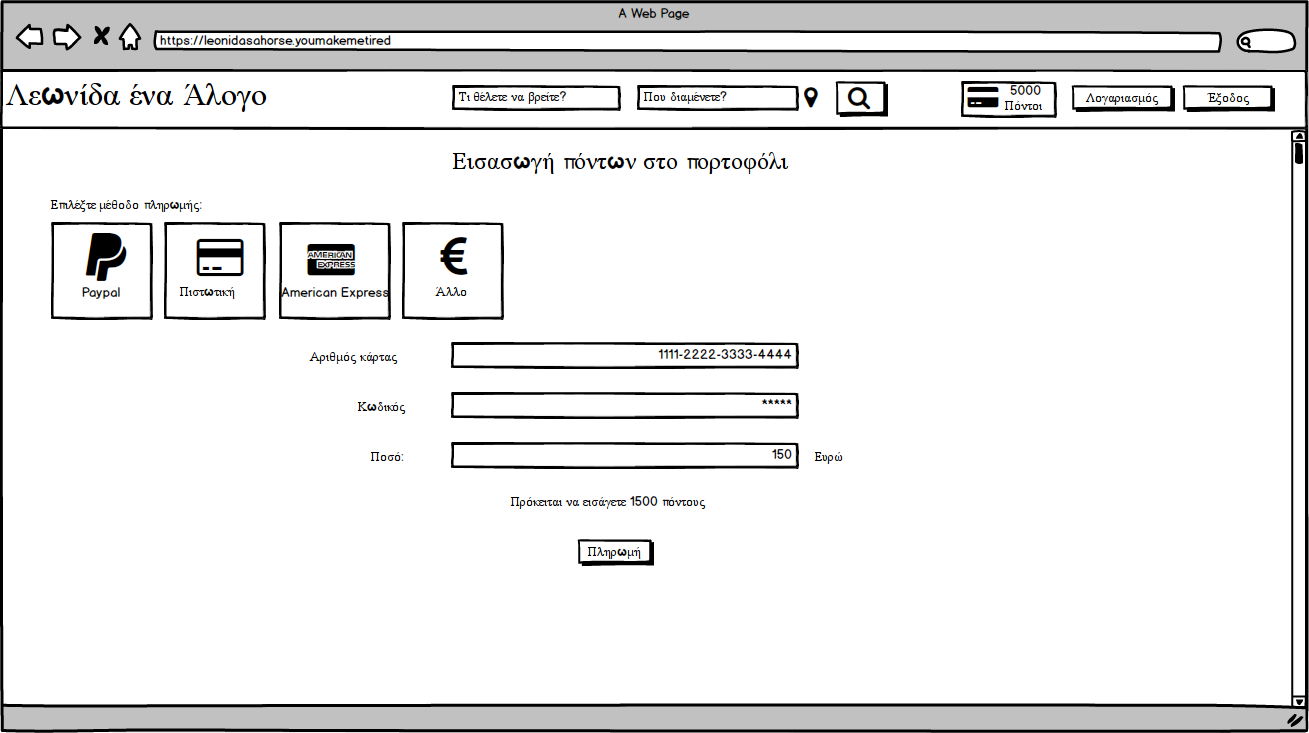 A Web Page
https://leonidasahorse.youmakemetired
Λεωνίδα ένα Άλογο
Τι θέλετε να βρείτε?
Που διαμένετε?
5000
Πόντοι
Λογαριασμός
Έξοδος
Εισασωγή πόντων στο πορτοφόλι
Επιλέξτε μέθοδο πληρωμής:
Paypal
Πιστωτική
AMERICAN
EXPRESS
American Express
€
Άλλο
Αριθμός κάρτας
1111-2222-3333-4444
Κωδικός
*****
Ποσό:
150
Ευρώ
Πρόκειται να εισάγετε 1500 πόντους
Πληρωμή